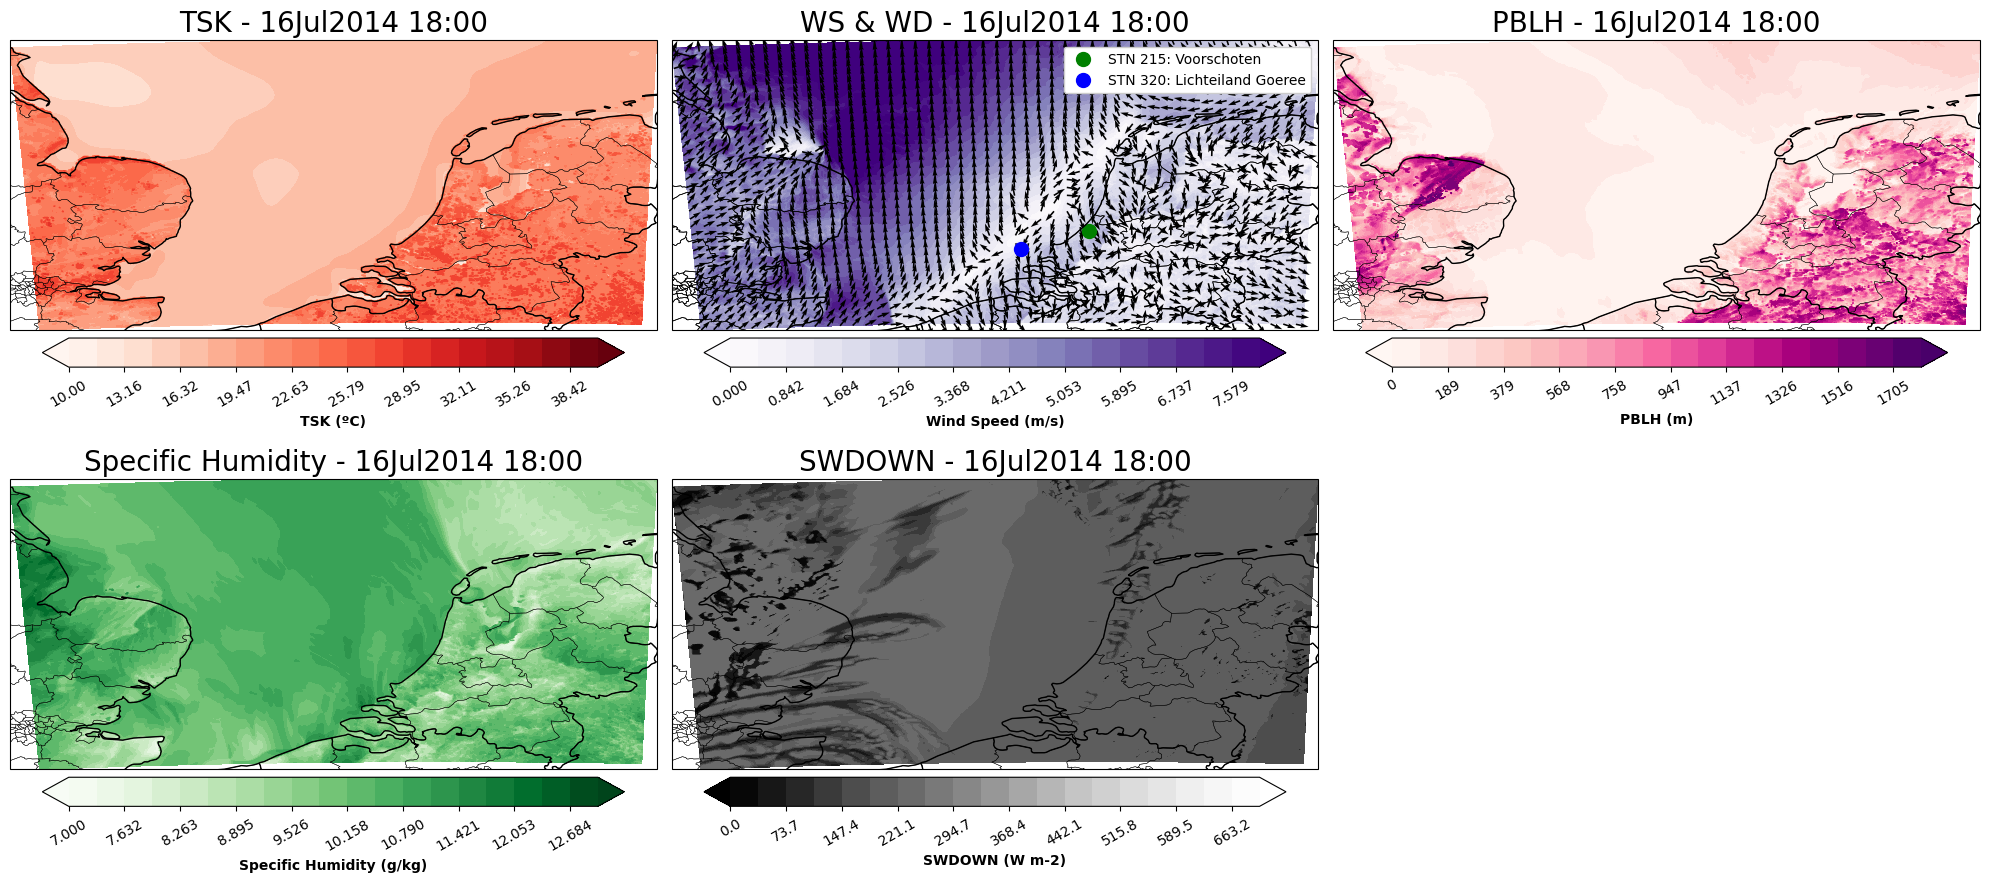 TSK - 16Jul2014 18:00
10.00 13.16 16.32 19.47 22.63 25.79 28.95 32.11 35.26 38.42
TSK (ºC)
WS & WD - 16Jul2014 18:00
STN 215: Voorschoten
STN 320: Lichteiland Goeree
0.000 0.842 1.684 2.526 3.368 4.211 5.053 5.895 6.737 7.579
Wind Speed (m/s)
PBLH - 16Jul2014 18:00
0 189 379 568 758 947 1137 1326 1516 1705
PBLH (m)
Specific Humidity - 16Jul2014 18:00
7.000 7.632 8.263 8.895 9.526 10.158 10.790 11.421 12.053 12.684
Specific Humidity (g/kg)
SWDOWN - 16Jul2014 18:00
0.0 73.7 147.4 221.1 294.7 368.4 442.1 515.8 589.5 663.2
SWDOWN (W m-2)